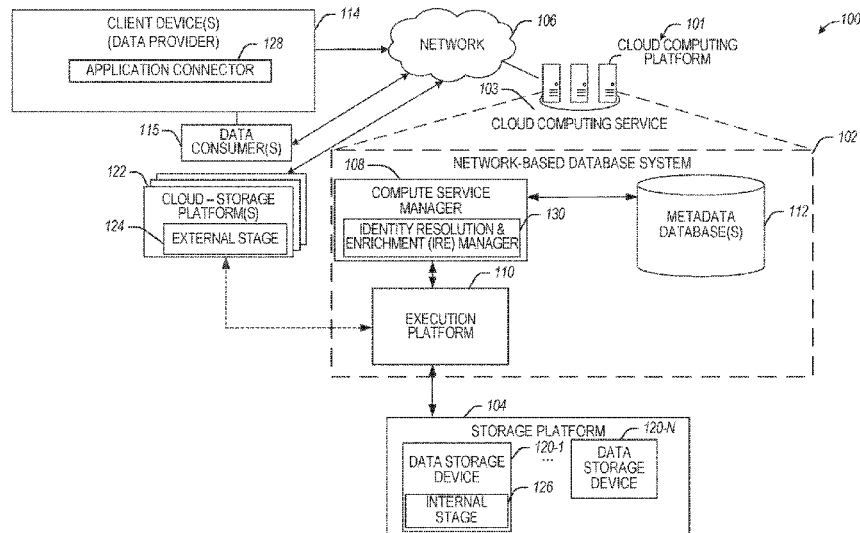 CLIENT DEVICE(S)
(DATA PROVIDER)
114
128
APPLICATION CONNECTOR
NETWORK
106
101
CLOUD COMPUTING
PLATFORM
100
103
CLOUD COMPUTING SERVICE
115
DATA
CONSUMER(S)
102
NETWORK-BASED DATABASE SYSTEM
122
CLOUD – STORAGE
PLATFORM(S)
124
EXTERNAL STAGE
108
COMPUTE SERVICE
MANAGER
130
IDENTITY RESOLUTION &
ENRICHMENT (IRE) MANAGER
METADATA
DATABASE(S)
112
110
EXECUTION
PLATFORM
104
STORAGE PLATFORM
120-1
DATA STORAGE
DEVICE
126
INTERNAL
STAGE
...
120-N
DATA
STORAGE
DEVICE